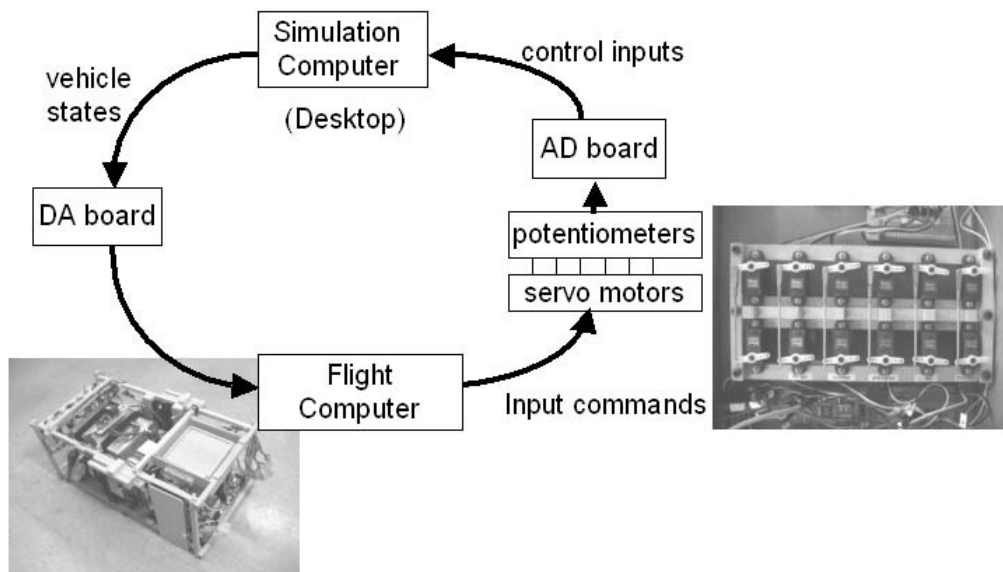 Simulation
Computer
(Desktop)
control inputs
vehicle
states
AD board
DA board
potentiometers
servo motors
Flight
Computer
Input commands